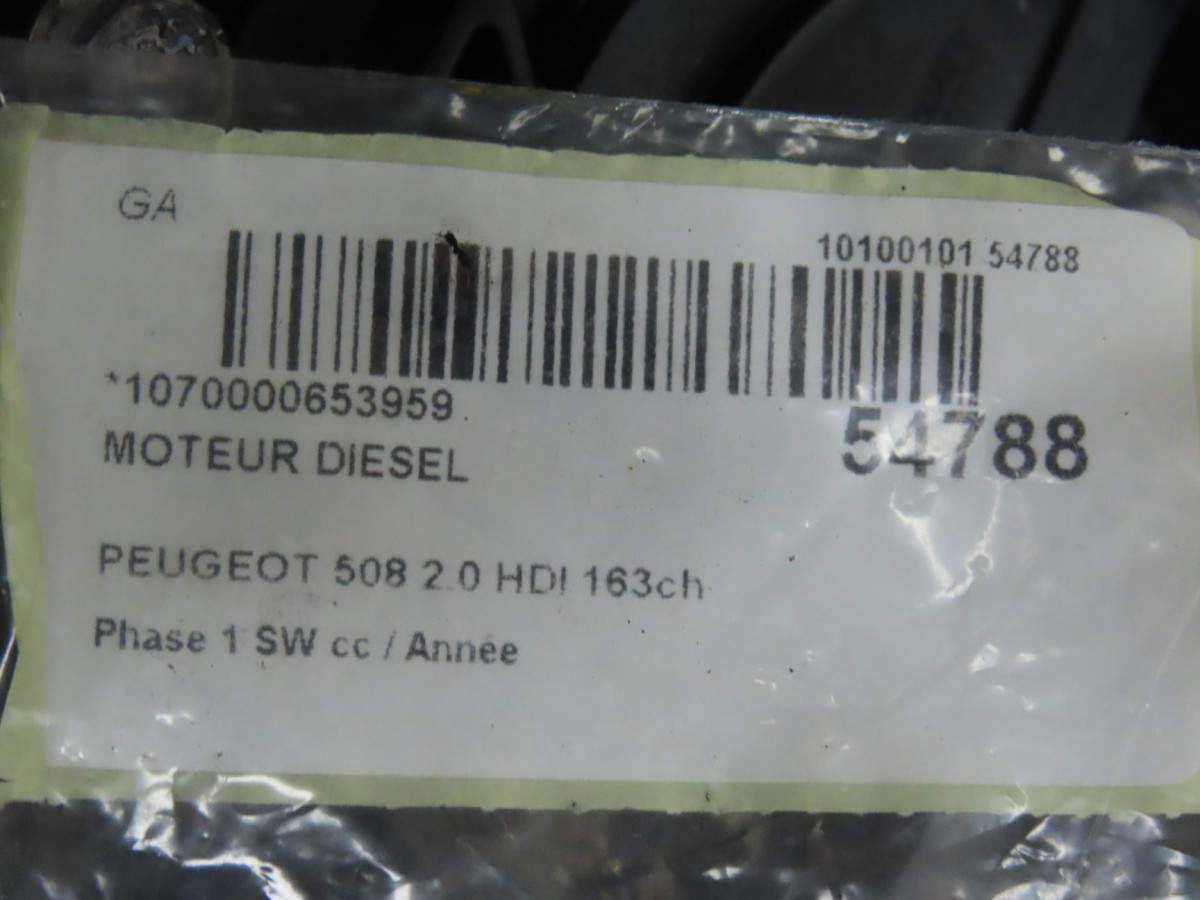 GA
10100101 54788
*1070000653959
54788
MOTEUR DIESEL
PEUGEOT 508 2.0 HDI 163ch
Phase 1 SW cc / Année